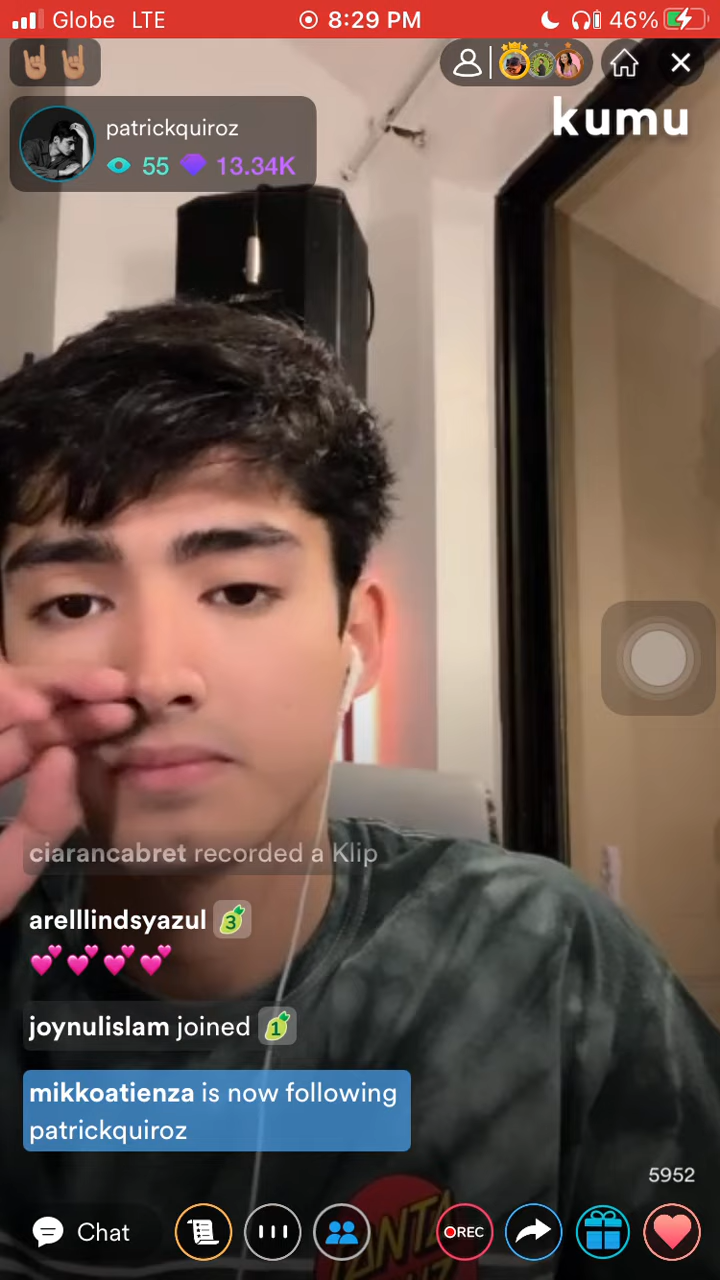 Globe LTE
8:29 PM
46%
patrickquiroz
55 13.34K
kumu
ciarancabret recorded a Klip
arelllindsyazul 3
joynulislam joined 1
mikkoatienza is now following
patrickquiroz
5952
Chat
REC